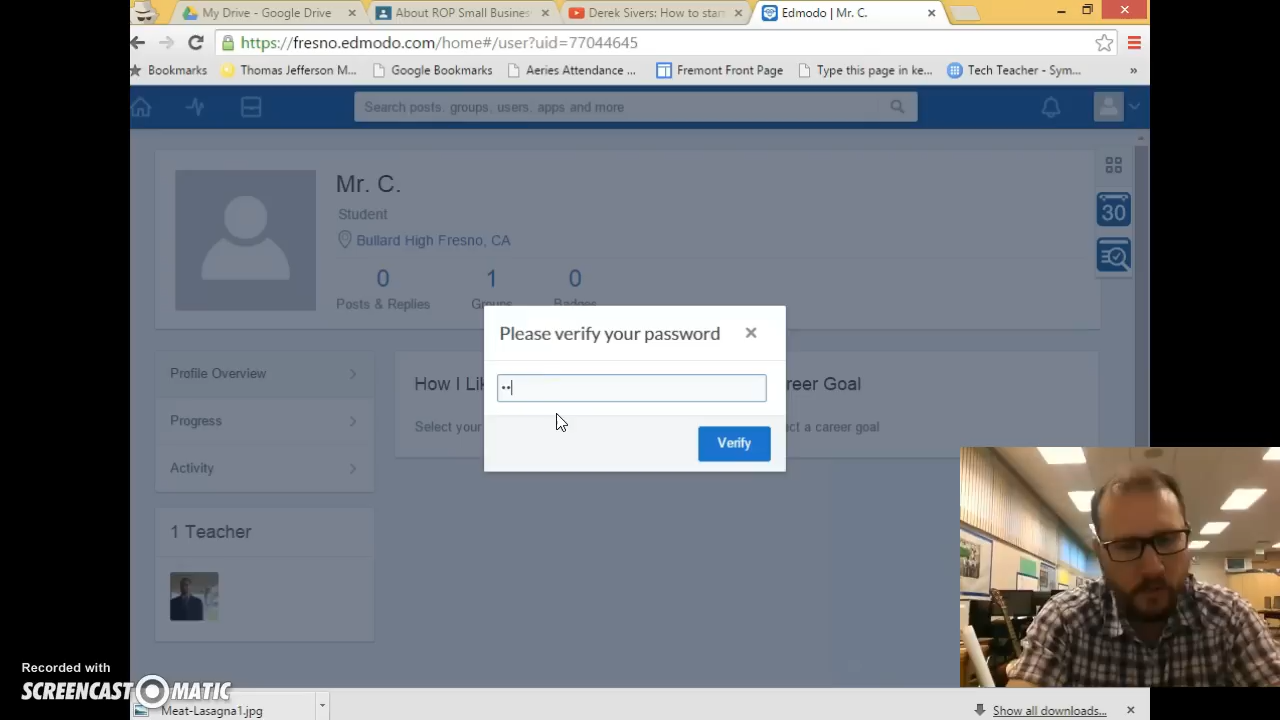 My Drive - Google Drive
About ROP Small Busines
Derek Sivers: How to star
Edmodo | Mr. C.
https://fresno.edmodo.com/home#/user?uid=77044645
Bookmarks
Thomas Jefferson M...
Google Bookmarks
Aeries Attendance ...
Fremont Front Page
Type this page in ke...
Tech Teacher - Sym...
»
Search posts, groups, users, apps and more
Mr. C.
Student
Bullard High Fresno, CA
0
1
0
Posts & Replies
Groups
Badges
30
Please verify your password
Verify
Profile Overview
Progress
Activity
How I Li
reer Goal
Select your
ct a career goal
1 Teacher
Recorded with
SCREENCAST MATIC
Meat-Lasagna1.jpg
Show all downloads...